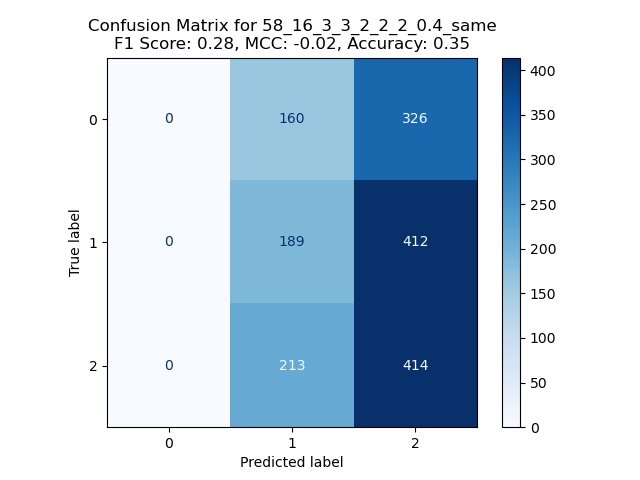 Confusion Matrix for 58_16_3_3_2_2_2_0.4_same
F1 Score: 0.28, MCC: -0.02, Accuracy: 0.35
0 0 160 326
1 0 189 412
2 0 213 414
0 1 2
Predicted label
True label
400
350
300
250
200
150
100
50
0